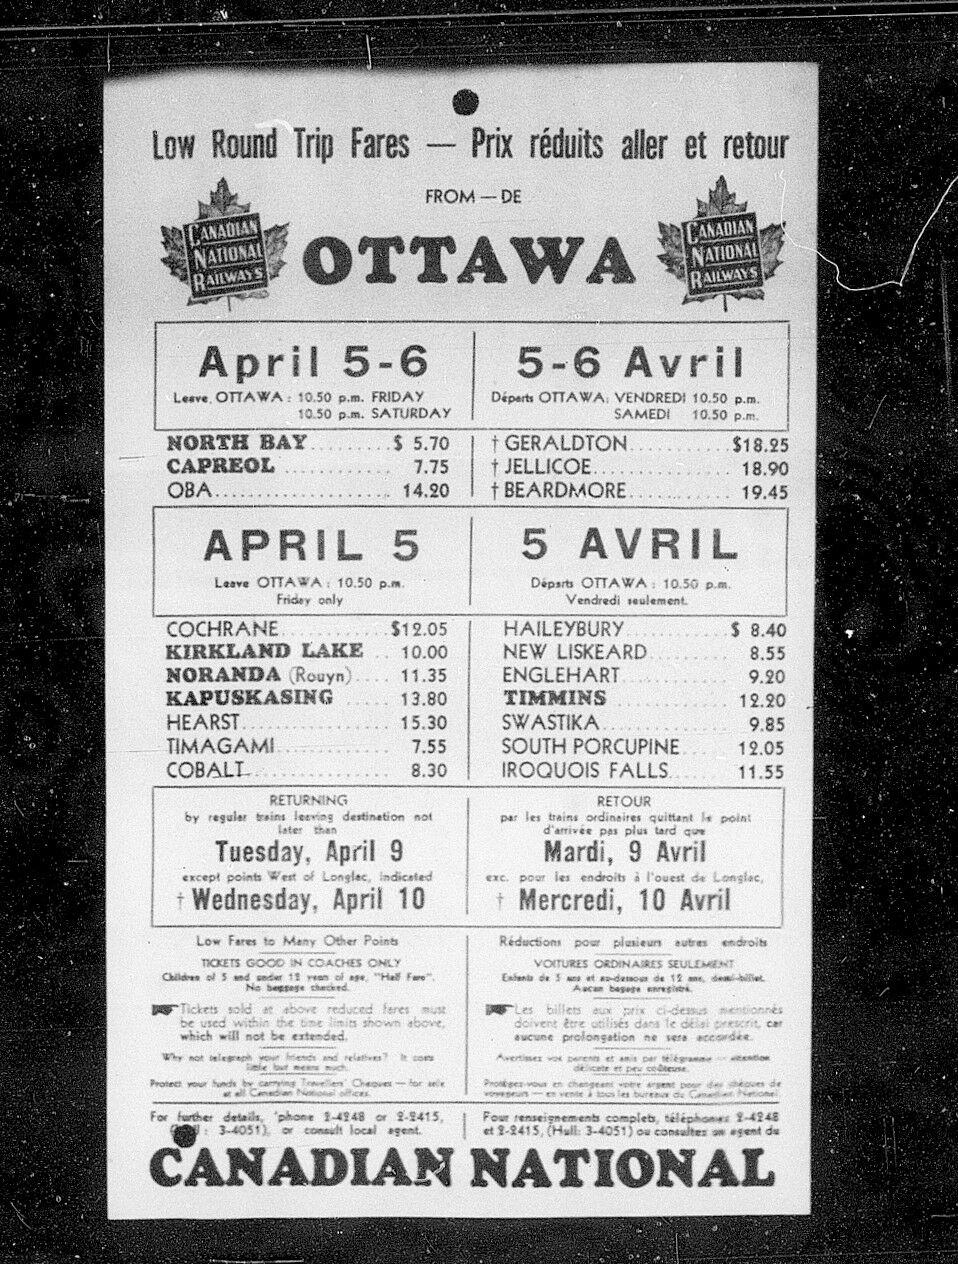 Low Round Trip Fares — Prix réduits aller et retour
FROM — DE
CANADIAN
NATIONAL
RAILWAYS
OTTAWA
CANADIAN
NATIONAL
RAILWAYS
April 5-6
Leave OTTAWA: 10.50 p.m. FRIDAY
10.50 p.m. SATURDAY
5-6 Avril
Départs OTTAWA: VENDREDI 10.50 p.m.
SAMEDI 10.50 p.m.
NORTH BAY.........$ 5.70
CAPREOL ............ 7.75
OBA.................... 14.20
† GERALDTON............$18.25
† JELLICOE................ 18.90
† BEARDMORE............ 19.45
APRIL 5
Leave OTTAWA: 10.50 p.m.
Friday only
5 AVRIL
Départs OTTAWA: 10.50 p.m.
Vendredi seulement.
COCHRANE............$12.05
KIRKLAND LAKE .. 10.00
NORANDA (Rouyn).... 11.35
KAPUSKASING ..... 13.80
HEARST................. 15.30
TIMAGAMI............. 7.55
COBALT................ 8.30
HAILEYBURY............$ 8.40
NEW LISKEARD......... 8.55
ENGLEHART............. 9.20
TIMMINS ............. 12.20
SWASTIKA.............. 9.85
SOUTH PORCUPINE..... 12.05
IROQUOIS FALLS....... 11.55
RETURNING
by regular trains leaving destination not
later than
Tuesday, April 9
except points West of Longlac, indicated
† Wednesday, April 10
RETOUR
par les trains ordinaires quittant le point
d'arrivée pas plus tard que
Mardi, 9 Avril
exc. pour les endroits à l'ouest de Longlac,
† Mercredi, 10 Avril
Low Fares to Many Other Points
TICKETS GOOD IN COACHES ONLY
Children of 5 and under 12 years of age, "Half Fare".
No baggage checked.
☛ Tickets sold at above reduced fares must
be used within the time limits shown above,
which will not be extended.
Why not telegraph your friends and relatives? It costs
little but means much.
Protect your funds by carrying Travellers' Cheques — for sale
at all Canadian National offices.
Réductions pour plusieurs autres endroits
VOITURES ORDINAIRES SEULEMENT
Enfants de 5 ans et au-dessous de 12 ans, demi-billet.
Aucun bagage enregistré.
☛ Les billets aux prix ci-dessus mentionnés
doivent être utilisés dans le délai prescrit, car
aucune prolongation ne sera accordée.
Avertissez vos parents et amis par télégramme — attention
délicate et peu coûteuse.
Protégez-vous en changeant votre argent pour des chèques de
voyageurs — en vente à tous les bureaux du Canadien National
For further details, 'phone 2-4248 or 2-2415,
: 3-4051), or consult local agent.
Pour renseignements complets, téléphones 2-4248
et 2-2415, (Hull: 3-4051) ou consultez un agent du
CANADIAN NATIONAL